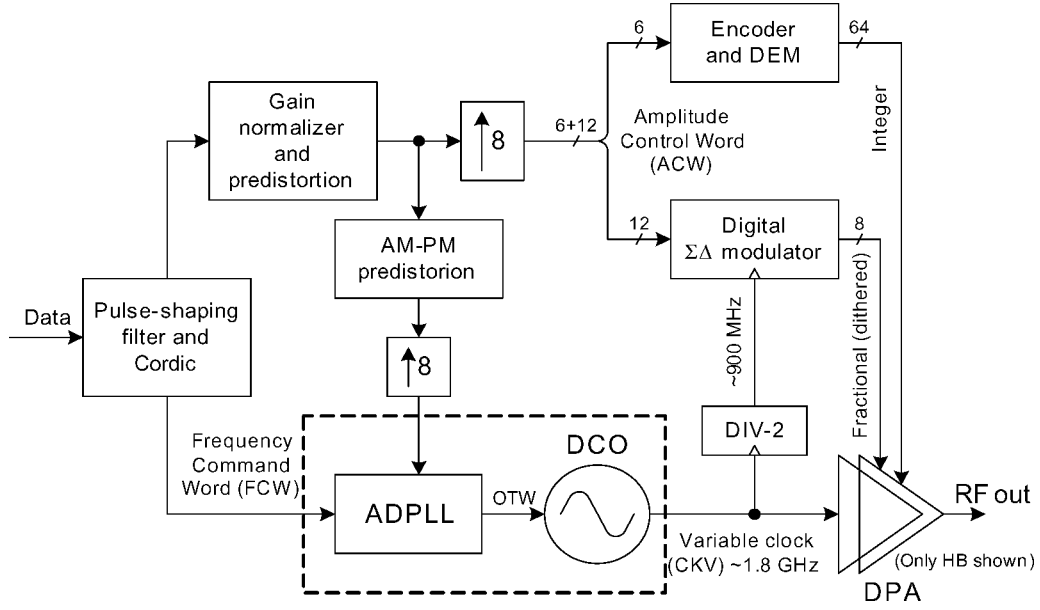 6
Encoder
and DEM
64
Gain
normalizer
and
predistortion
8
6+12
Amplitude
Control Word
(ACW)
Integer
12
Digital
ΣΔ modulator
8
AM-PM
predistorion
Data
Pulse-shaping
filter and
Cordic
8
~900 MHz
Fractional (dithered)
DIV-2
Frequency
Command
Word (FCW)
DCO
ADPLL
OTW
RF out
Variable clock
(CKV) ~1.8 GHz
(Only HB shown)
DPA